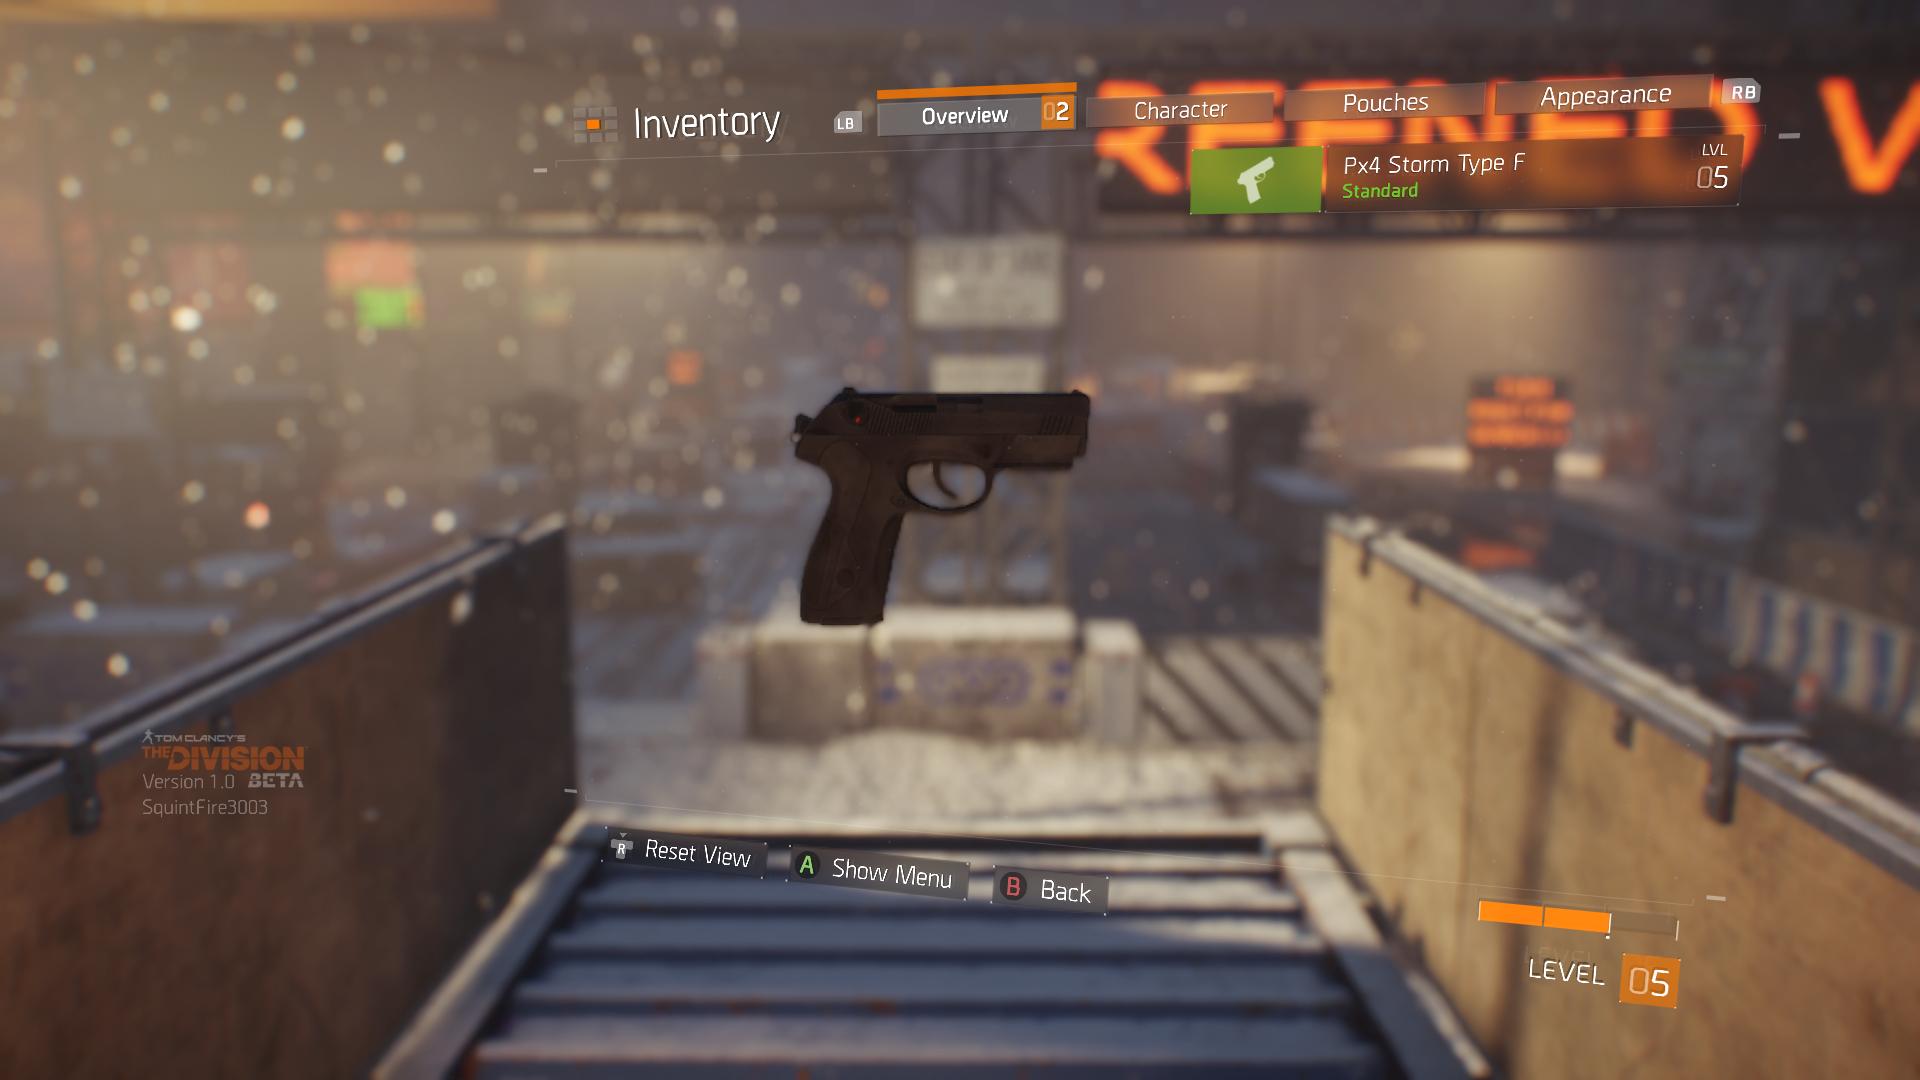 Inventory
LB
Overview 02
Character
Pouches
Appearance
RB
Px4 Storm Type F
Standard
LVL
05
TOM CLANCY'S
THE DIVISION
Version 1.0 BETA
SquintFire3003
R Reset View
A Show Menu
B Back
LEVEL 05